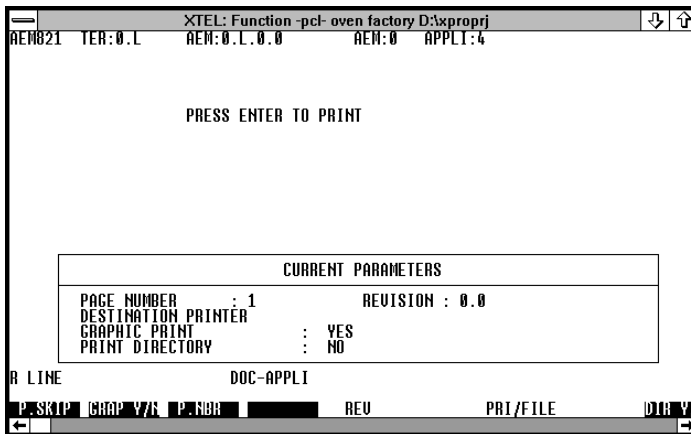 XTEL: Function -pcl- oven factory D:\xproprj
AEM821 TER:0.L AEM:0.L.0.0 AEM:0 APPLI:4
PRESS ENTER TO PRINT
CURRENT PARAMETERS
PAGE NUMBER : 1 REVISION : 0.0
DESTINATION PRINTER
GRAPHIC PRINT : YES
PRINT DIRECTORY : NO
R LINE DOC-APPLI
P.SKIP GRAP Y/N P.NBR REV PRI/FILE DIR Y